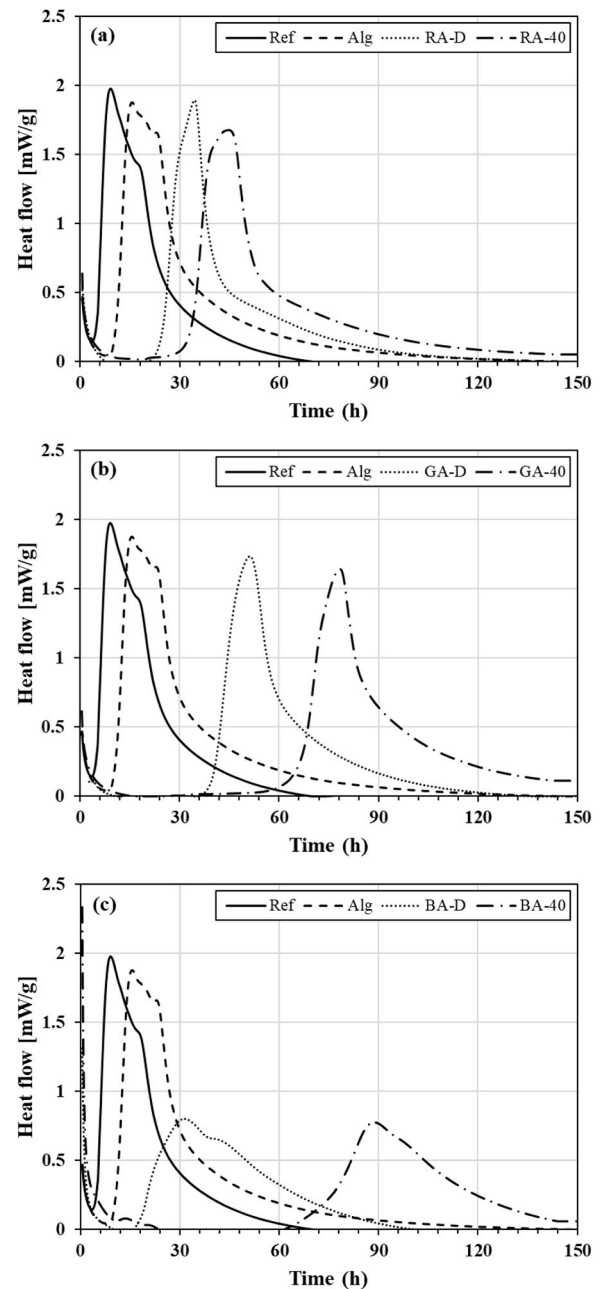 (a)
Ref Alg RA-D RA-40
2.5
2
1.5
1
0.5
0
Heat flow [mW/g]
0 30 60 90 120 150
Time (h)
(b)
Ref Alg GA-D GA-40
2.5
2
1.5
1
0.5
0
Heat flow [mW/g]
0 30 60 90 120 150
Time (h)
(c)
Ref Alg BA-D BA-40
2.5
2
1.5
1
0.5
0
Heat flow [mW/g]
0 30 60 90 120 150
Time (h)